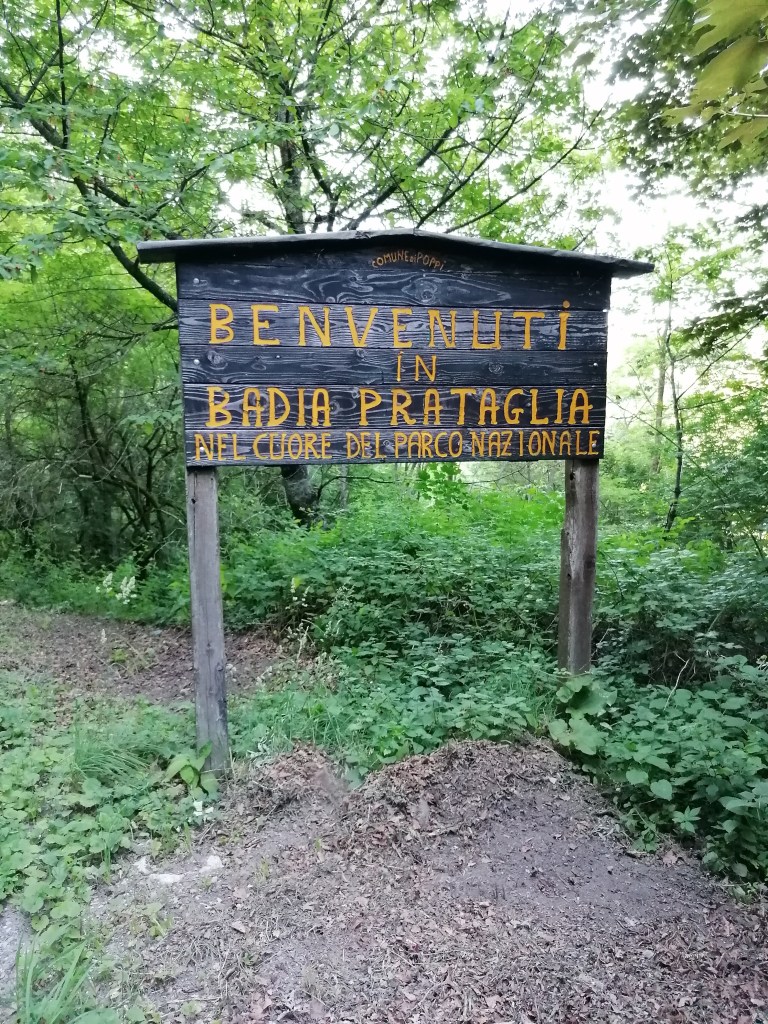 COMUNE di POPPI
BENVENUTi
iN
BADIA PRATAGLIA
NEL CUORE DEL PARCO NAZIONALE